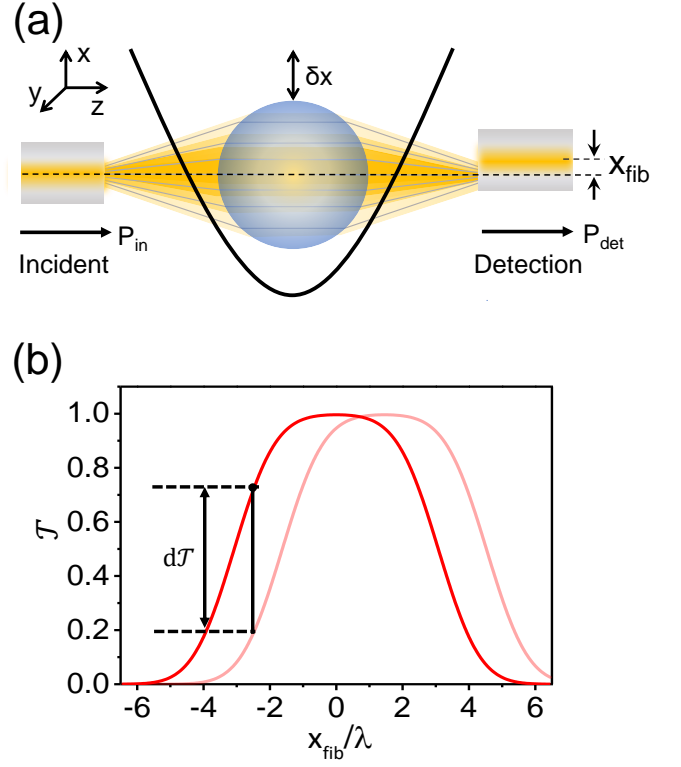 (a)
x
y
z
δx
x_fib
P_in
P_det
Incident
Detection
(b)
1.0
0.8
0.6
0.4
0.2
0.0
𝒯
d𝒯
-6 -4 -2 0 2 4 6
x_fib/λ